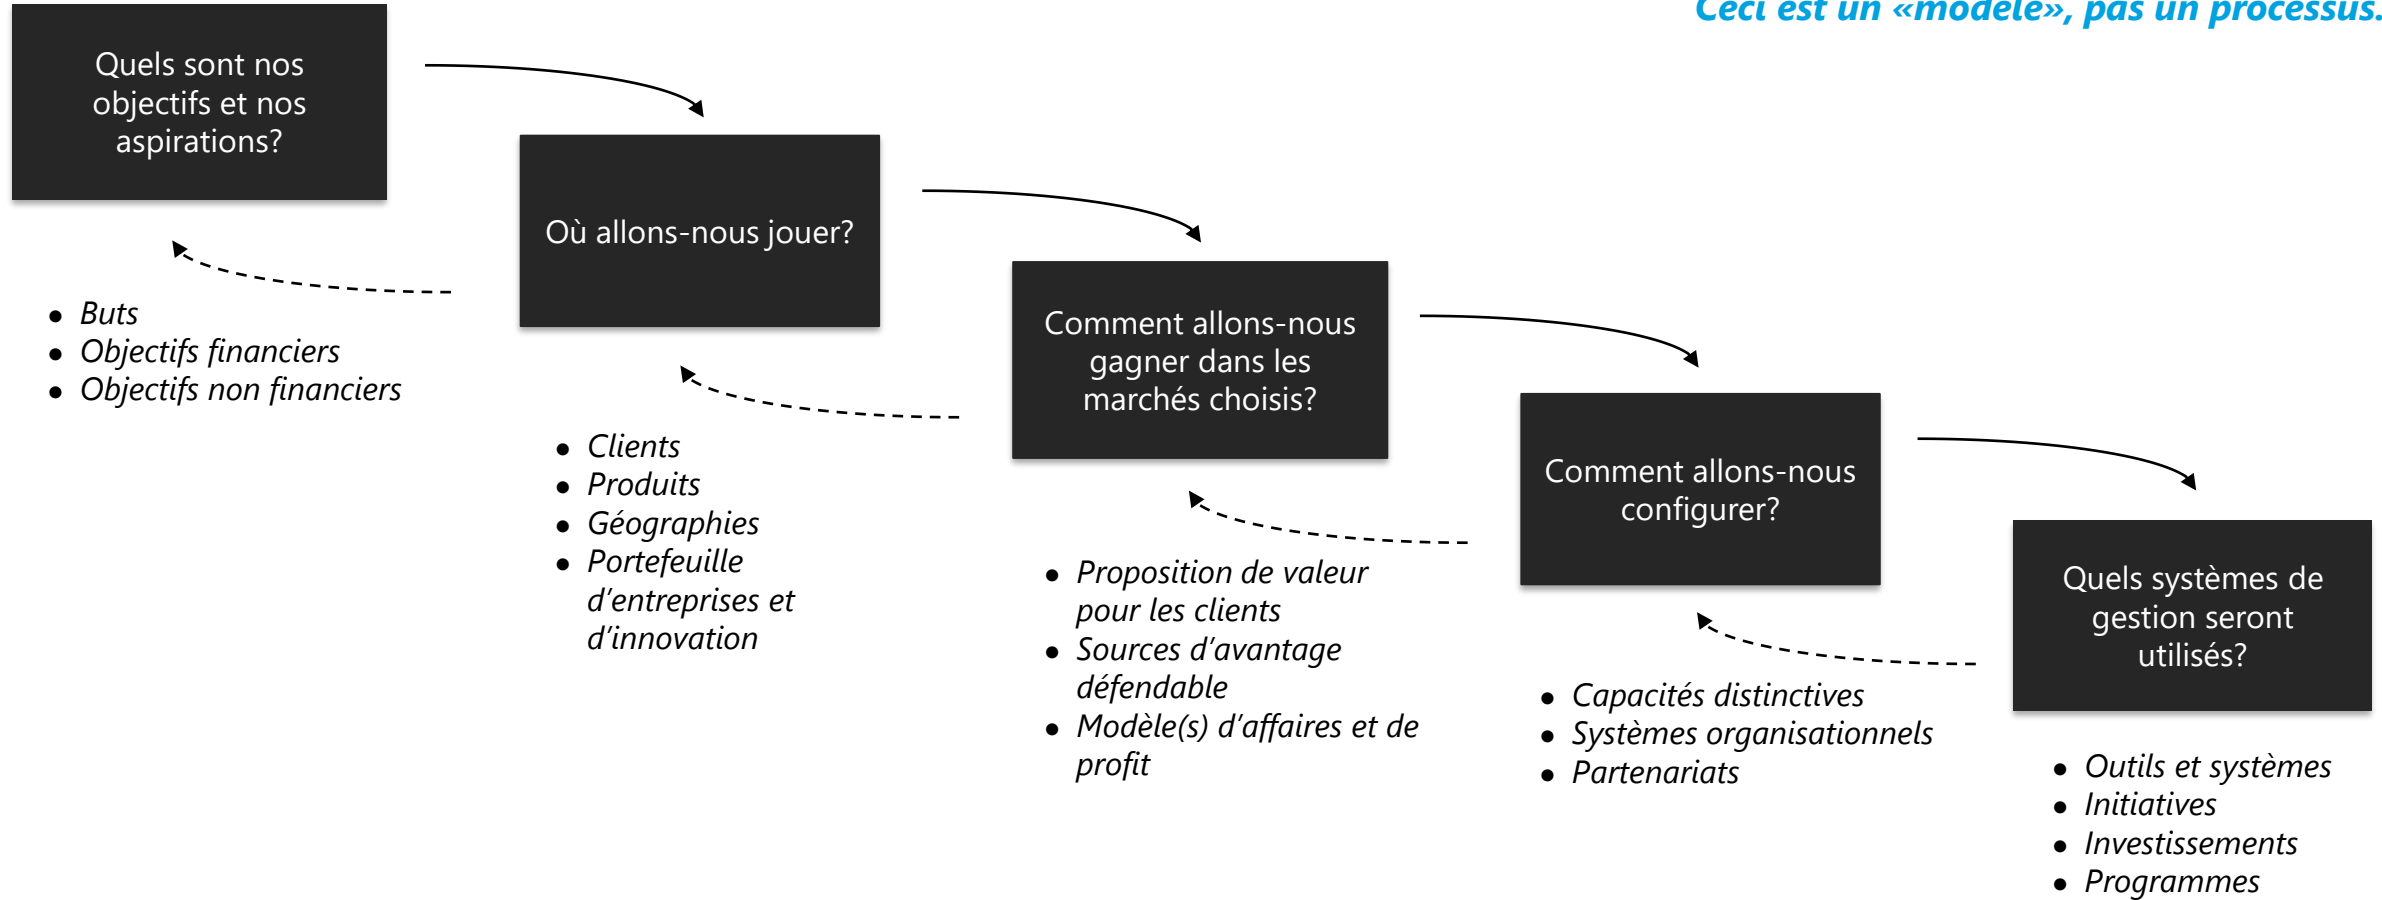 Ceci est un «modèle», pas un processus.
Quels sont nos
objectifs et nos
aspirations?
• Buts
• Objectifs financiers
• Objectifs non financiers
Où allons-nous jouer?
• Clients
• Produits
• Géographies
• Portefeuille
d’entreprises et
d’innovation
Comment allons-nous
gagner dans les
marchés choisis?
• Proposition de valeur
pour les clients
• Sources d’avantage
défendable
• Modèle(s) d’affaires et de
profit
Comment allons-nous
configurer?
• Capacités distinctives
• Systèmes organisationnels
• Partenariats
Quels systèmes de
gestion seront
utilisés?
• Outils et systèmes
• Initiatives
• Investissements
• Programmes